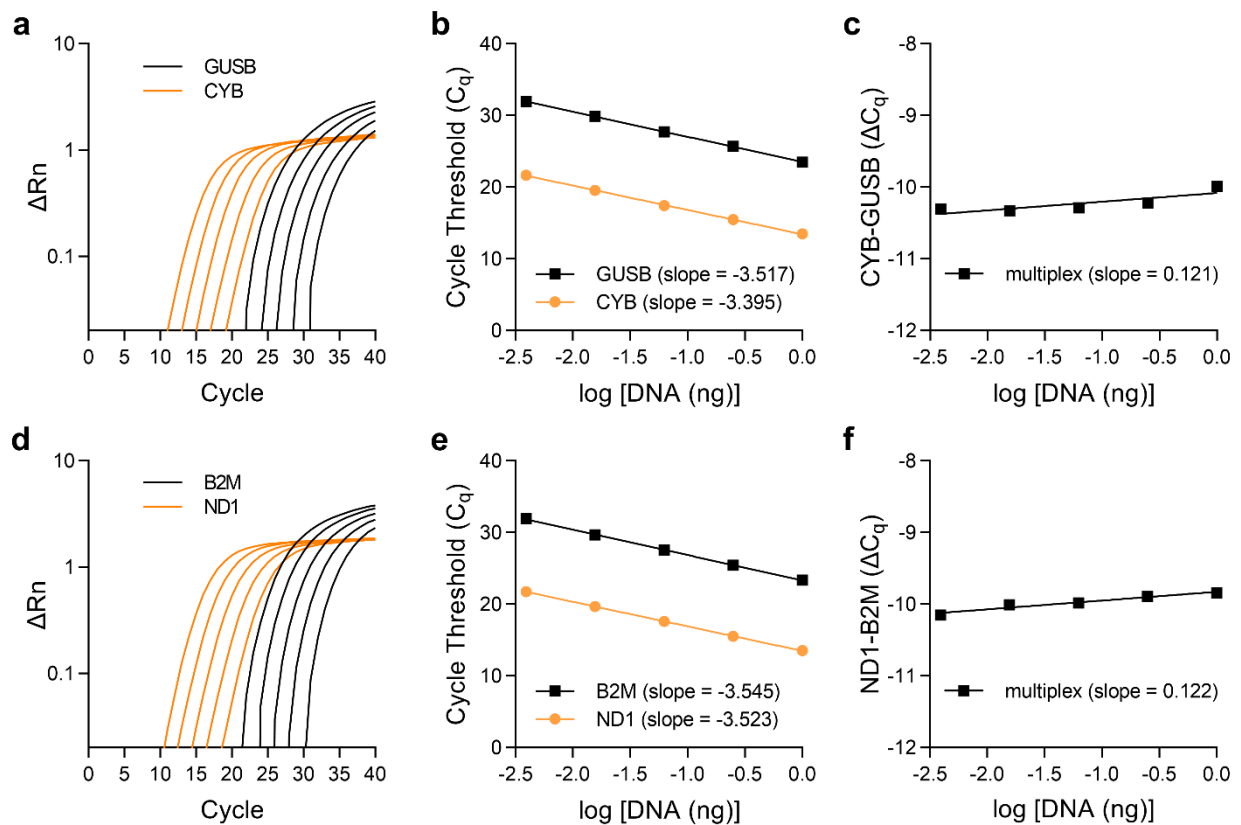 a
10
1
0.1
ΔRn
GUSB
CYB
0 5 10 15 20 25 30 35 40
Cycle
b
40
30
20
10
0
Cycle Threshold (Cq)
GUSB (slope = -3.517)
CYB (slope = -3.395)
-2.5 -2.0 -1.5 -1.0 -0.5 0.0
log [DNA (ng)]
c
-8
-9
-10
-11
-12
CYB-GUSB (ΔCq)
multiplex (slope = 0.121)
-2.5 -2.0 -1.5 -1.0 -0.5 0.0
log [DNA (ng)]
d
10
1
0.1
ΔRn
B2M
ND1
0 5 10 15 20 25 30 35 40
Cycle
e
40
30
20
10
0
Cycle Threshold (Cq)
B2M (slope = -3.545)
ND1 (slope = -3.523)
-2.5 -2.0 -1.5 -1.0 -0.5 0.0
log [DNA (ng)]
f
-8
-9
-10
-11
-12
ND1-B2M (ΔCq)
multiplex (slope = 0.122)
-2.5 -2.0 -1.5 -1.0 -0.5 0.0
log [DNA (ng)]